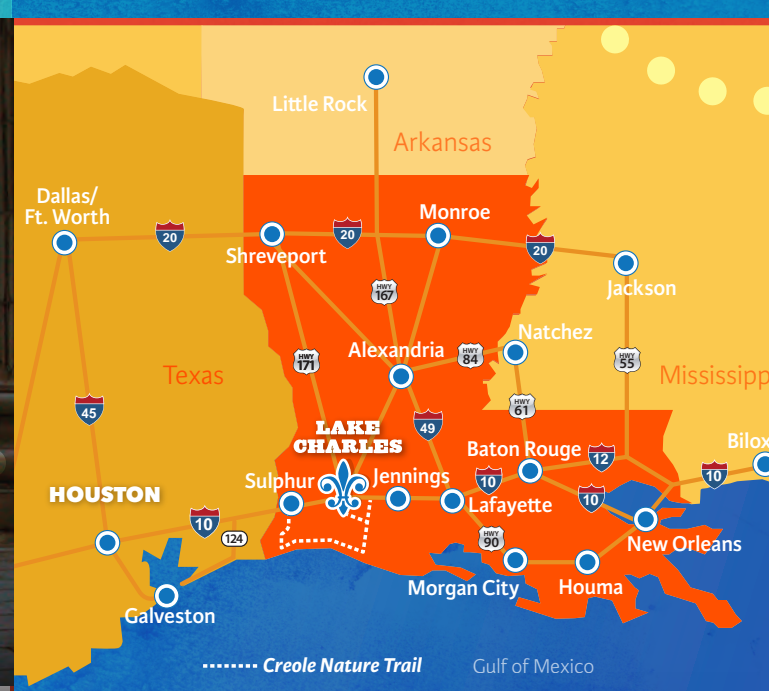 Little Rock
Arkansas
Dallas/
Ft. Worth
20
Shreveport
20
Monroe
20
Jackson
HWY
167
Natchez
Alexandria
HWY
84
HWY
171
HWY
55
Texas
Mississipp
45
HWY
61
49
LAKE
CHARLES
Baton Rouge
12
Bilox
10
Sulphur
Jennings
10
10
Lafayette
HOUSTON
10
124
HWY
90
New Orleans
Morgan City
Houma
Galveston
Creole Nature Trail
Gulf of Mexico